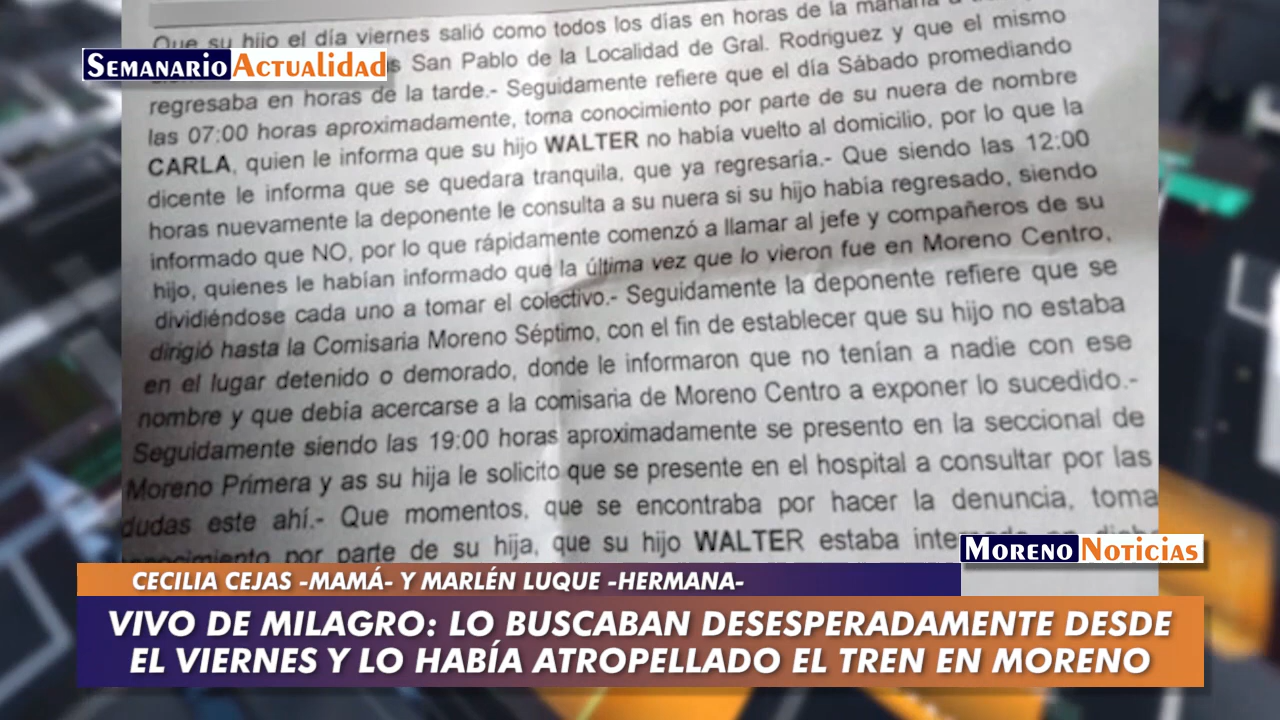 Que su hijo el día viernes salió como todos los días en horas de la mañana a
SEMANARIO ACTUALIDAD
San Pablo de la Localidad de Gral. Rodriguez y que el mismo
regresaba en horas de la tarde.- Seguidamente refiere que el día Sábado promediando
las 07:00 horas aproximadamente, toma conocimiento por parte de su nuera de nombre
CARLA, quien le informa que su hijo WALTER no había vuelto al domicilio, por lo que la
dicente le informa que se quedara tranquila, que ya regresaría.- Que siendo las 12:00
horas nuevamente la deponente le consulta a su nuera si su hijo había regresado, siendo
informado que NO, por lo que rápidamente comenzó a llamar al jefe y compañeros de su
hijo, quienes le habían informado que la última vez que lo vieron fue en Moreno Centro,
dividiéndose cada uno a tomar el colectivo.- Seguidamente la deponente refiere que se
dirigió hasta la Comisaria Moreno Séptimo, con el fin de establecer que su hijo no estaba
en el lugar detenido o demorado, donde le informaron que no tenían a nadie con ese
nombre y que debía acercarse a la comisaria de Moreno Centro a exponer lo sucedido.-
Seguidamente siendo las 19:00 horas aproximadamente se presento en la seccional de
Moreno Primera y as su hija le solicito que se presente en el hospital a consultar por las
dudas este ahí.- Que momentos, que se encontraba por hacer la denuncia, toma
por parte de su hija, que su hijo WALTER estaba
MORENO NOTICIAS
CECILIA CEJAS -MAMÁ- Y MARLÉN LUQUE -HERMANA-
VIVO DE MILAGRO: LO BUSCABAN DESESPERADAMENTE DESDE
EL VIERNES Y LO HABÍA ATROPELLADO EL TREN EN MORENO